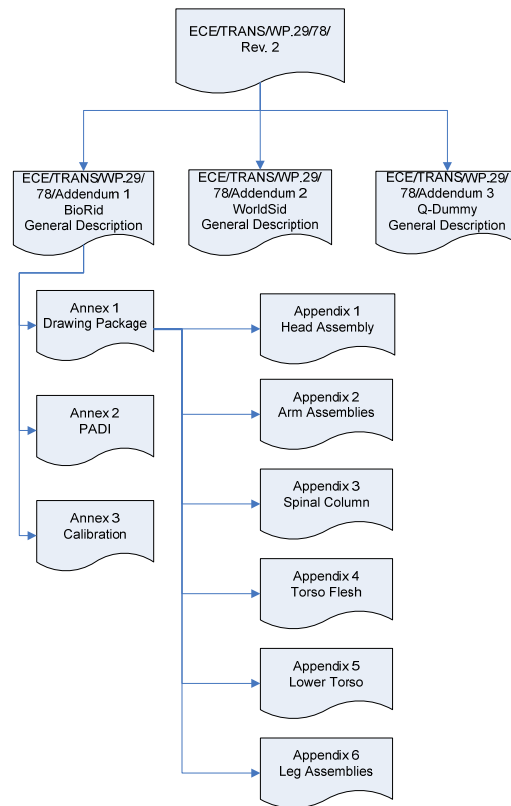 ECE/TRANS/WP.29/78/
Rev. 2
ECE/TRANS/WP.29/
78/Addendum 1
BioRid
General Description
ECE/TRANS/WP.29/
78/Addendum 2
WorldSid
General Description
ECE/TRANS/WP.29/
78/Addendum 3
Q-Dummy
General Description
Annex 1
Drawing Package
Annex 2
PADI
Annex 3
Calibration
Appendix 1
Head Assembly
Appendix 2
Arm Assemblies
Appendix 3
Spinal Column
Appendix 4
Torso Flesh
Appendix 5
Lower Torso
Appendix 6
Leg Assemblies